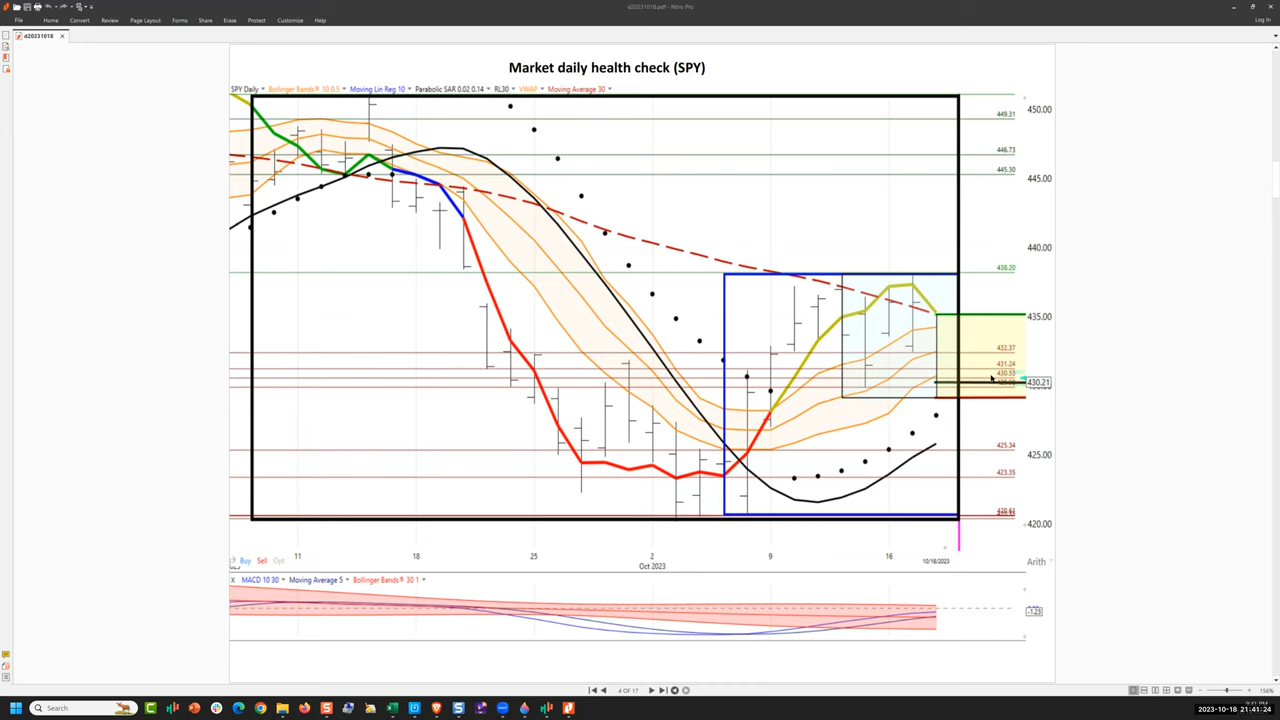 d20231018.pdf - Nitro Pro
File Home Convert Review Page Layout Forms Share Erase Protect Customize Help
Log In
d20231018
Market daily health check (SPY)
SPY Daily Bollinger Bands® 10 0.5 Moving Lin Reg 10 Parabolic SAR 0.02 0.14 RL30 VWAP Moving Average 30
450.00
449.31
446.73
445.30
445.00
440.00
438.20
435.00
432.37
431.24
430.55
430.21
425.34
425.00
423.35
420.00
11 18 25 2 9 16 10/18/2023
Oct 2023
Buy Sell Opt
Arith
X MACD 10 30 Moving Average 5 Bollinger Bands® 30 1
-1.23
4 OF 17
156%
Search
2023-10-18 21:41:24